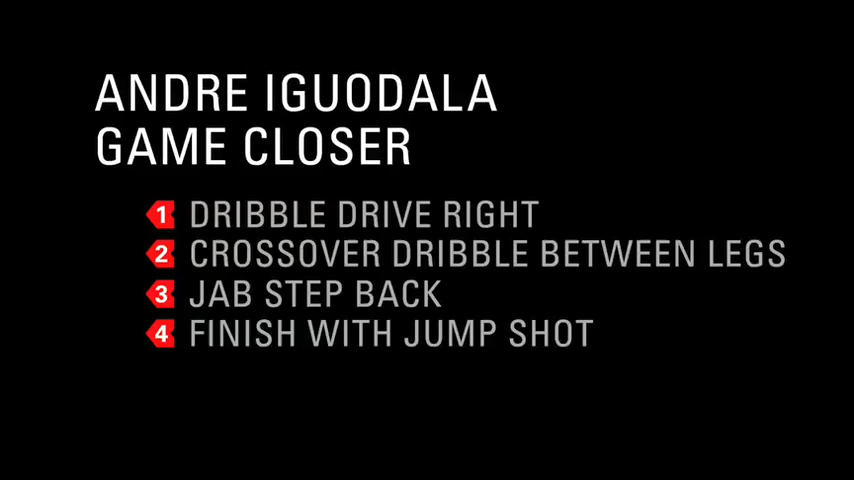 ANDRE IGUODALA
GAME CLOSER
1 DRIBBLE DRIVE RIGHT
2 CROSSOVER DRIBBLE BETWEEN LEGS
3 JAB STEP BACK
4 FINISH WITH JUMP SHOT